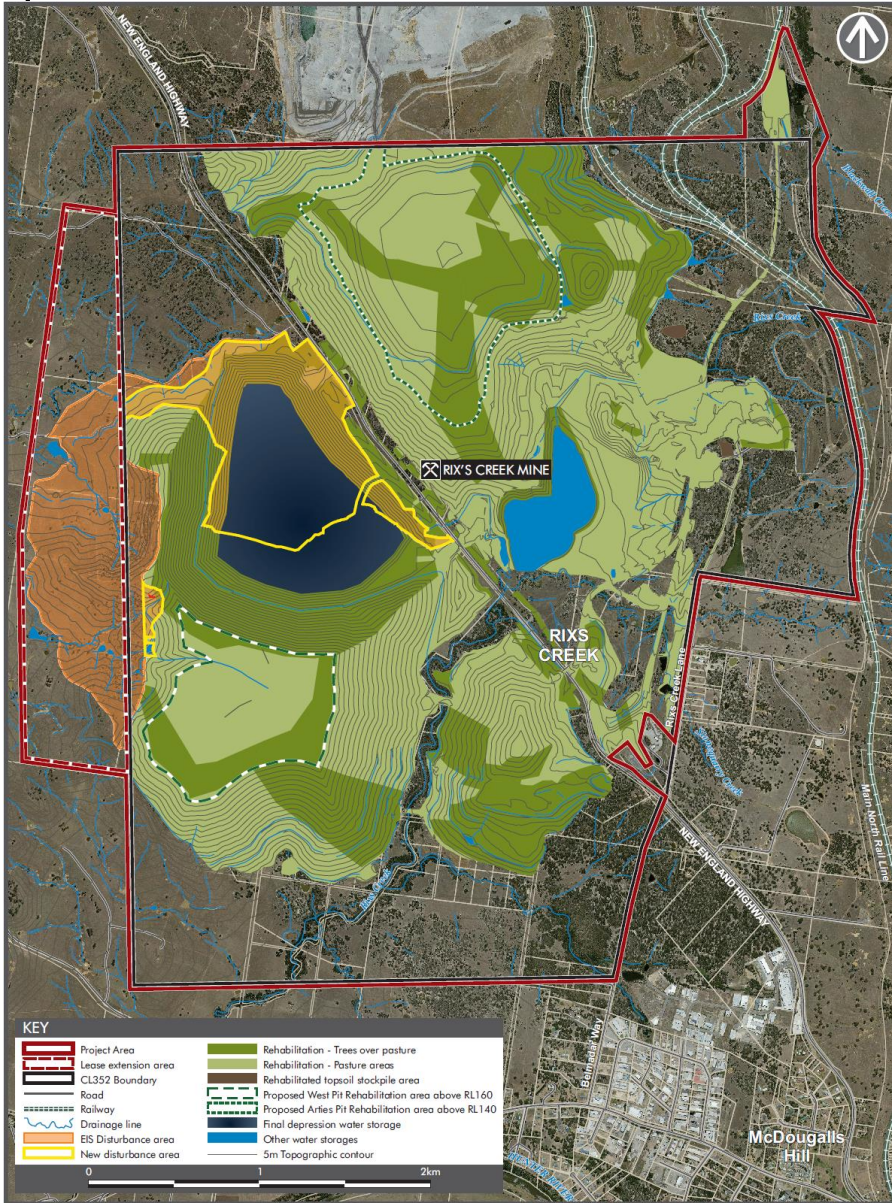 NEW ENGLAND HIGHWAY
Rixs Creek
RIX'S CREEK MINE
RIXS
CREEK
Rixs Creek Lane
Rixs Creek
Main North Rail Line
NEW ENGLAND HIGHWAY
Belmadar Way
McDougalls
Hill
KEY
Project Area
Lease extension area
CL352 Boundary
Road
Railway
Drainage line
EIS Disturbance area
New disturbance area
Rehabilitation - Trees over pasture
Rehabilitation - Pasture areas
Rehabilitated topsoil stockpile area
Proposed West Pit Rehabilitation area above RL160
Proposed Arties Pit Rehabilitation area above RL140
Final depression water storage
Other water storages
5m Topographic contour
0 1 2km